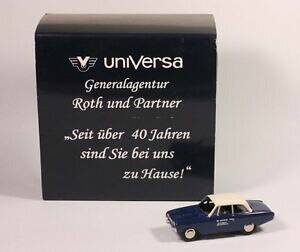 uniVersa
Generalagentur
Roth und Partner
„Seit über 40 Jahren
sind Sie bei uns
zu Hause!"